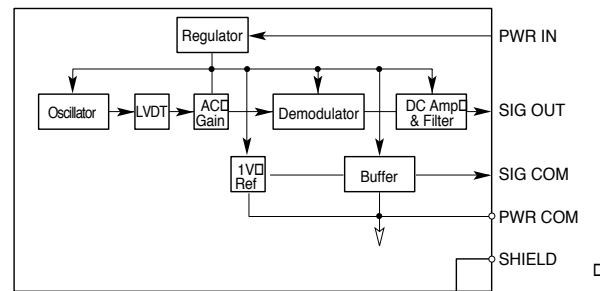 Regulator
PWR IN
Oscillator
LVDT
AC
Gain
Demodulator
DC Amp
& Filter
SIG OUT
1V
Ref
Buffer
SIG COM
PWR COM
SHIELD